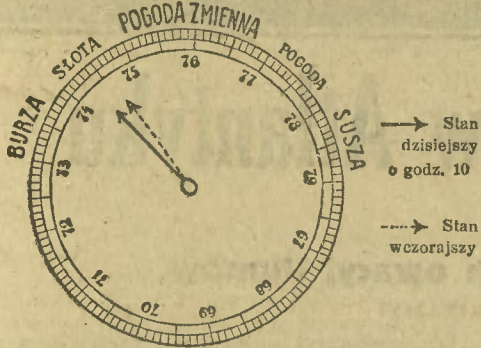 BURZA SŁOTA POGODA ZMIENNA POGODA SUSZA
73 74 75 76 77 78 79
67 68 69 70 71 72
Stan
dzisiejszy
o godz. 10
Stan
wczorajszy